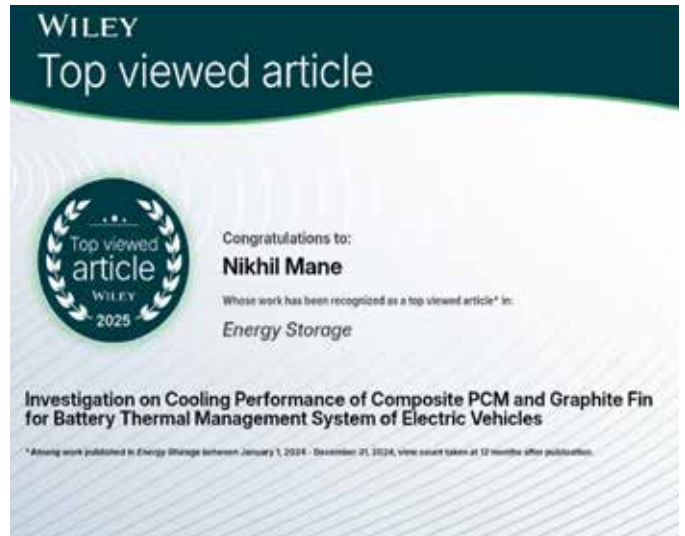 WILEY
Top viewed article
Top viewed
article
WILEY
2025
Congratulations to:
Nikhil Mane
Whose work has been recognized as a top viewed article* in:
Energy Storage
Investigation on Cooling Performance of Composite PCM and Graphite Fin
for Battery Thermal Management System of Electric Vehicles
*Among work published in Energy Storage between January 1, 2024 - December 31, 2024, view count taken at 12 months after publication.